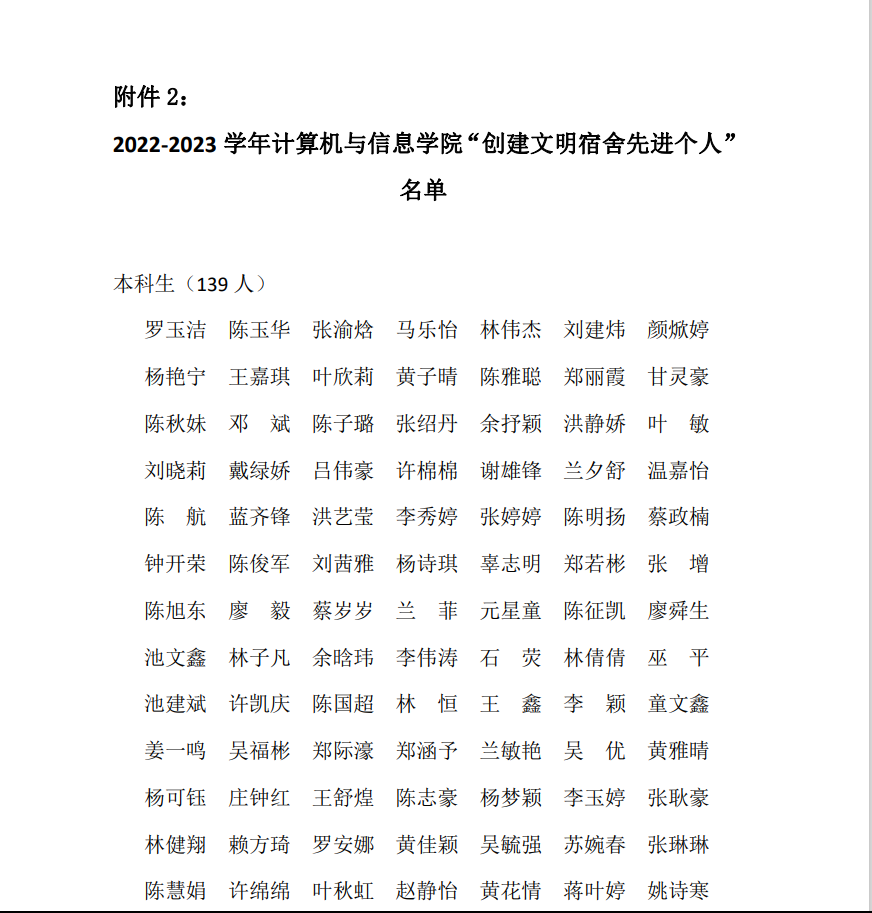 附件 2：
2022-2023 学年计算机与信息学院“创建文明宿舍先进个人”
名单
本科生（139 人）
罗玉洁 陈玉华 张渝焓 马乐怡 林伟杰 刘建炜 颜焮婷
杨艳宁 王嘉琪 叶欣莉 黄子晴 陈雅聪 郑丽霞 甘灵豪
陈秋妹 邓　斌 陈子璐 张绍丹 余抒颖 洪静娇 叶　敏
刘晓莉 戴绿娇 吕伟豪 许棉棉 谢雄锋 兰夕舒 温嘉怡
陈　航 蓝齐锋 洪艺莹 李秀婷 张婷婷 陈明扬 蔡政楠
钟开荣 陈俊军 刘茜雅 杨诗琪 辜志明 郑若彬 张　增
陈旭东 廖　毅 蔡岁岁 兰　菲 元星童 陈征凯 廖舜生
池文鑫 林子凡 余晗玮 李伟涛 石　荧 林倩倩 巫　平
池建斌 许凯庆 陈国超 林　恒 王　鑫 李　颖 童文鑫
姜一鸣 吴福彬 郑际濠 郑涵予 兰敏艳 吴　优 黄雅晴
杨可钰 庄钟红 王舒煌 陈志豪 杨梦颖 李玉婷 张耿豪
林健翔 赖方琦 罗安娜 黄佳颖 吴毓强 苏婉春 张琳琳
陈慧娟 许绵绵 叶秋虹 赵静怡 黄花情 蒋叶婷 姚诗寒